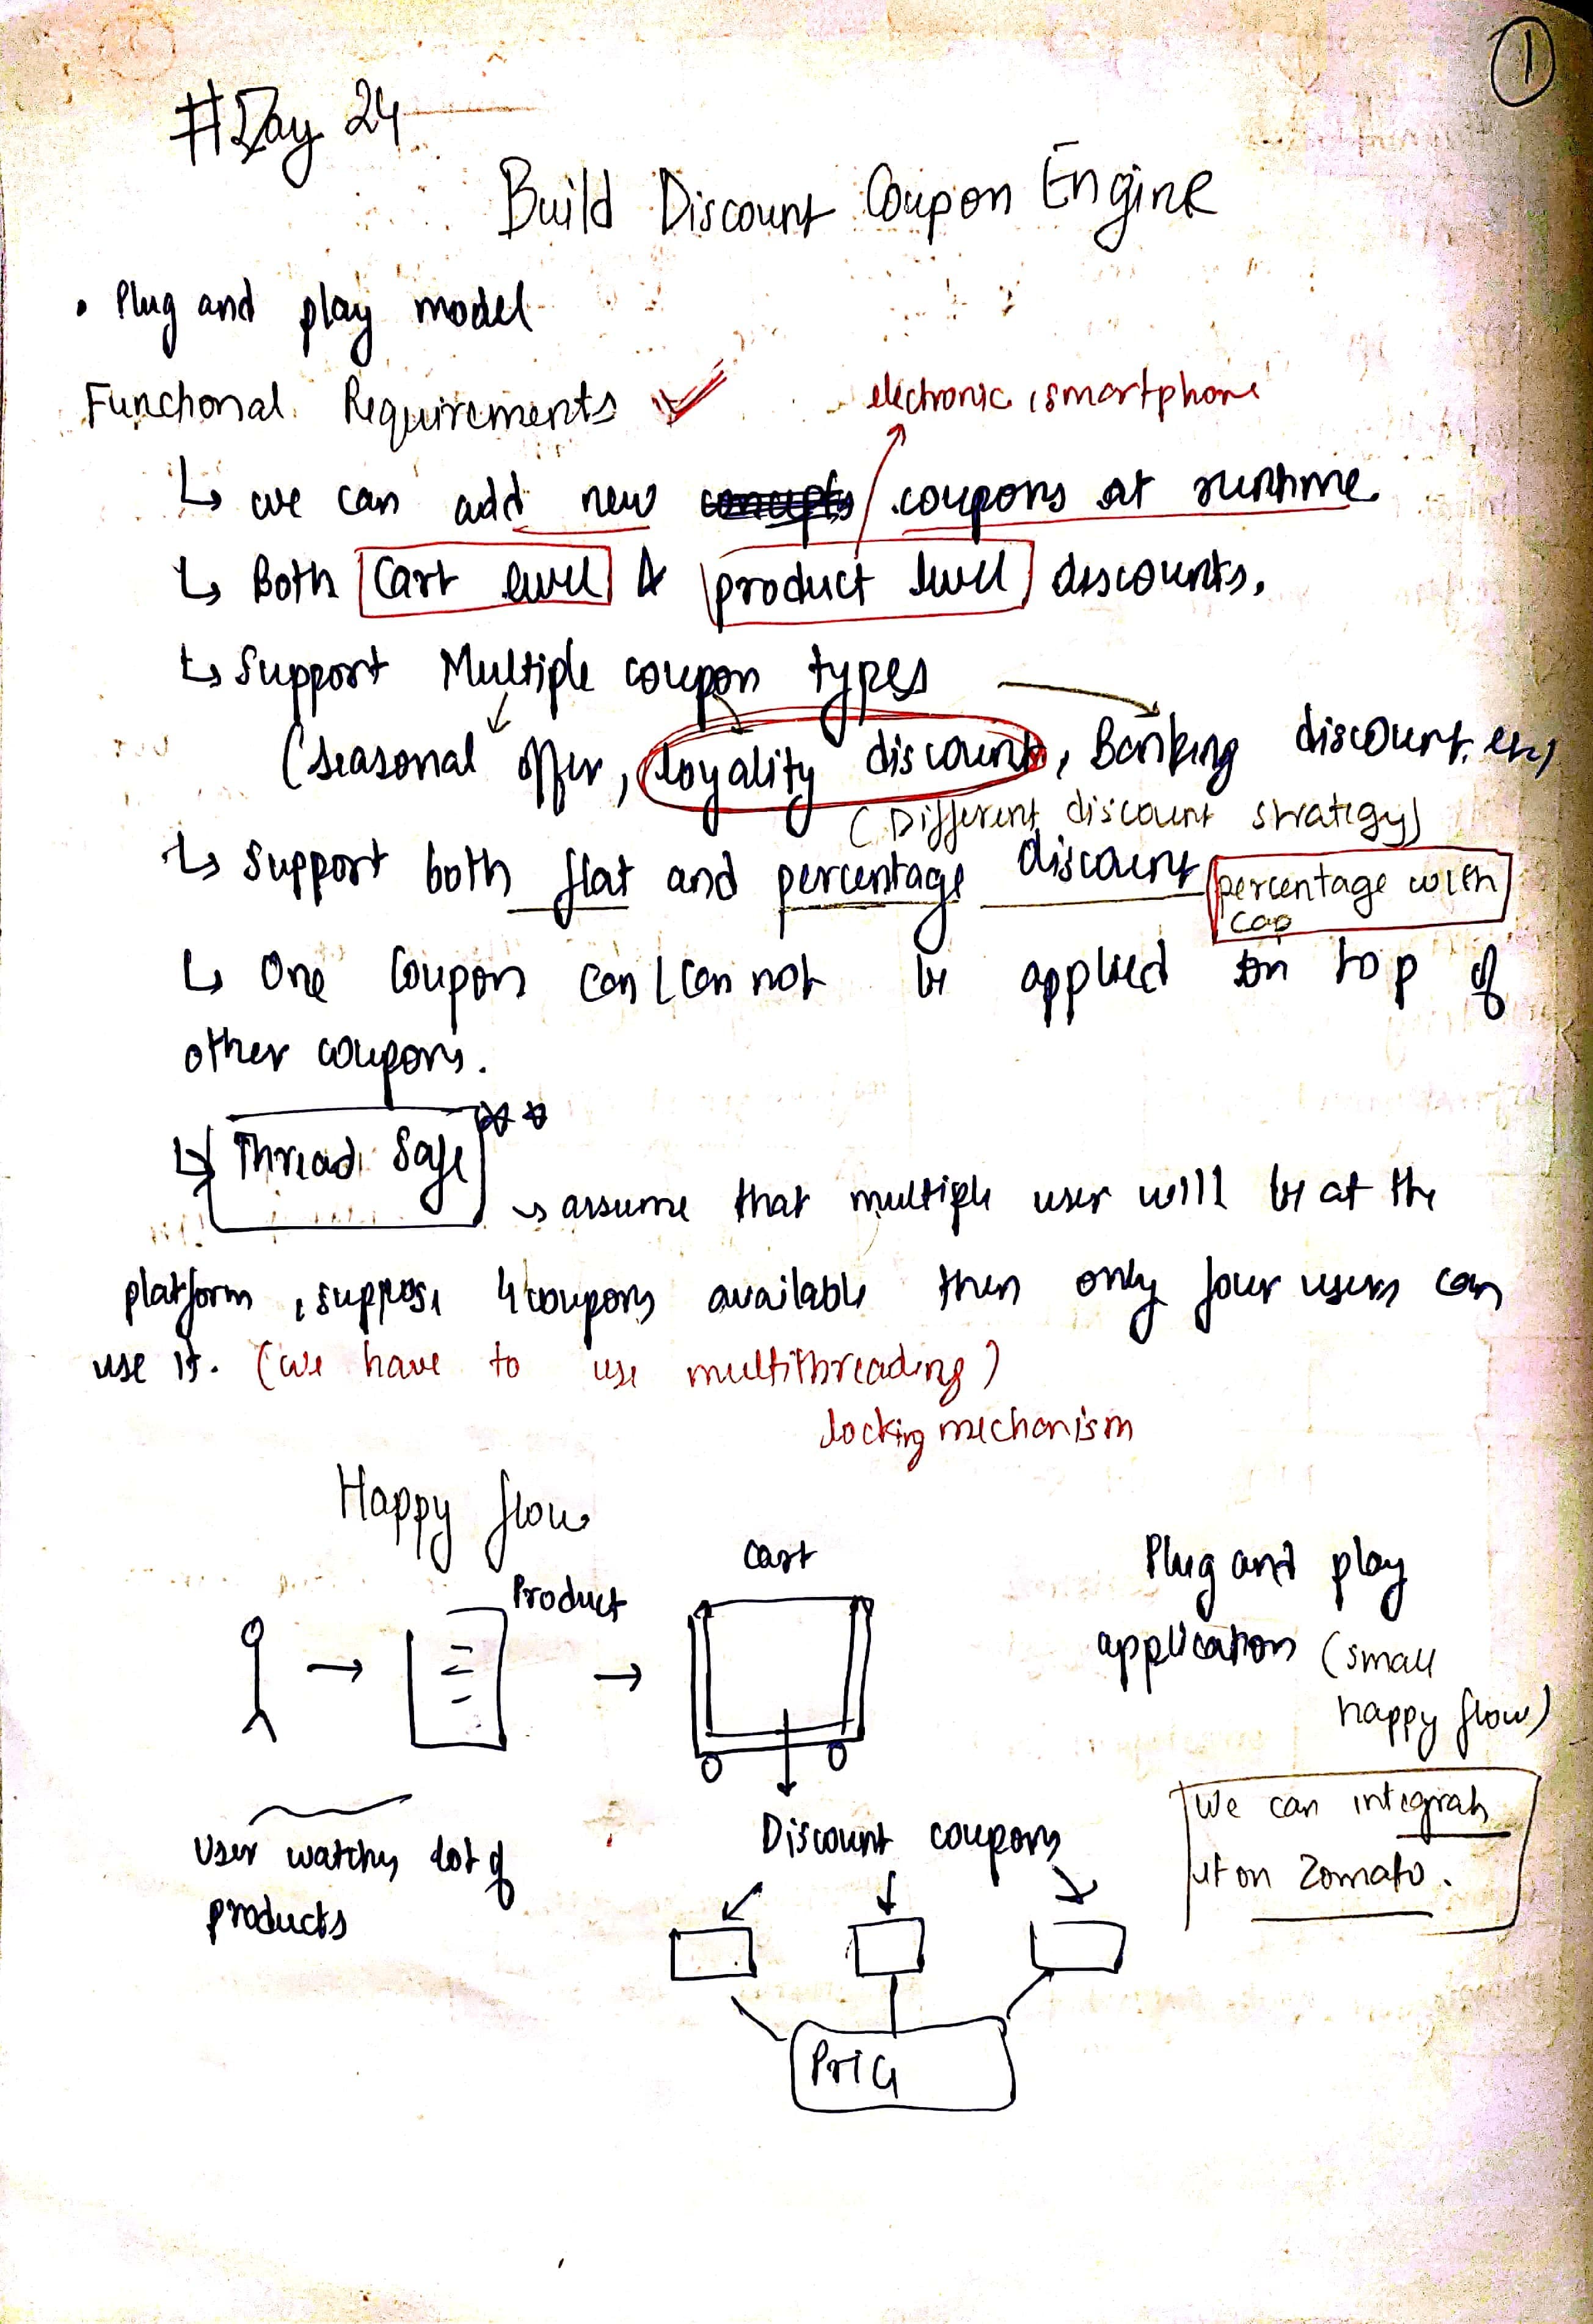 1
#Day 24
Build Discount Coupon Engine
• Plug and play model
Functional Requirements
electronic, smartphone
↳ we can add new coupons at runtime
↳ Both Cart level & product level discounts.
↳ Support Multiple coupon types
(seasonal offer, loyality discount, Banking discount, etc)
(Different discount strategy)
↳ Support both flat and percentage discount
percentage with
cap
↳ One Coupon can/can not be applied on top of
other coupons.
↳ Thread Safe
↳ assume that multiple user will be at the
platform, suppose 4 coupons available then only four users can
use it. (we have to use multithreading)
locking mechanism
Happy flow
Product
Cart
Plug and play
application (small
happy flow)
User watchy lot of
products
Discount coupons
We can integrate
it on Zomato.
Price